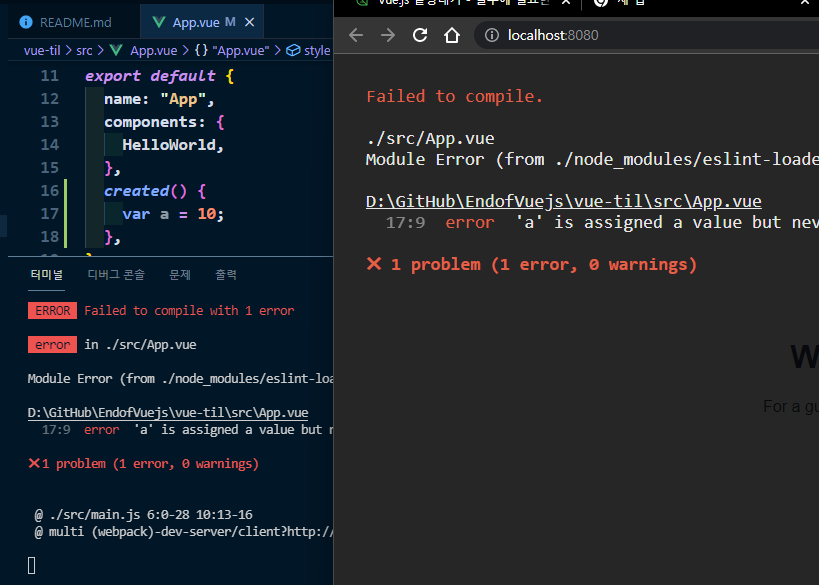 README.md
App.vue M
vue-til > src > App.vue > {} "App.vue" > style
11 export default {
12 name: "App",
13 components: {
14 HelloWorld,
15 },
16 created() {
17 var a = 10;
18 },
터미널 디버그 콘솔 문제 출력
ERROR Failed to compile with 1 error
error in ./src/App.vue
Module Error (from ./node_modules/eslint-loa
D:\GitHub\EndofVuejs\vue-til\src\App.vue
17:9 error 'a' is assigned a value but n
1 problem (1 error, 0 warnings)
@ ./src/main.js 6:0-28 10:13-16
@ multi (webpack)-dev-server/client?http://
localhost:8080
Failed to compile.
./src/App.vue
Module Error (from ./node_modules/eslint-loade
D:\GitHub\EndofVuejs\vue-til\src\App.vue
17:9 error 'a' is assigned a value but nev
1 problem (1 error, 0 warnings)
W
For a gu